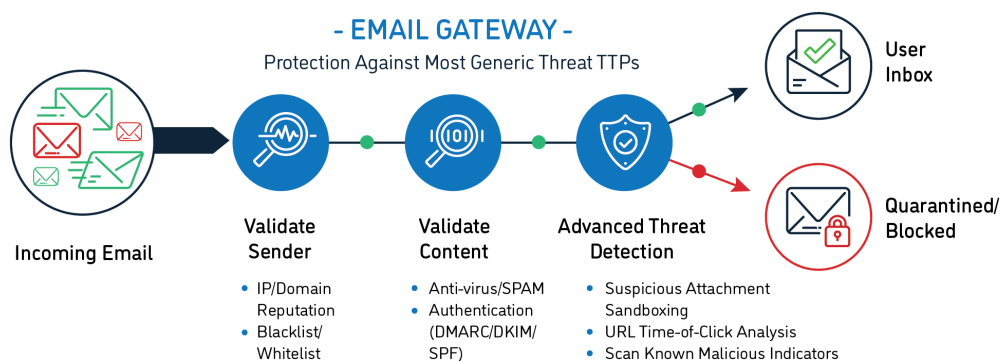 - EMAIL GATEWAY -
Protection Against Most Generic Threat TTPs
Incoming Email
Validate
Sender
• IP/Domain
Reputation
• Blacklist/
Whitelist
101
Validate
Content
• Anti-virus/SPAM
• Authentication
(DMARC/DKIM/
SPF)
Advanced Threat
Detection
• Suspicious Attachment
Sandboxing
• URL Time-of-Click Analysis
• Scan Known Malicious Indicators
User
Inbox
Quarantined/
Blocked